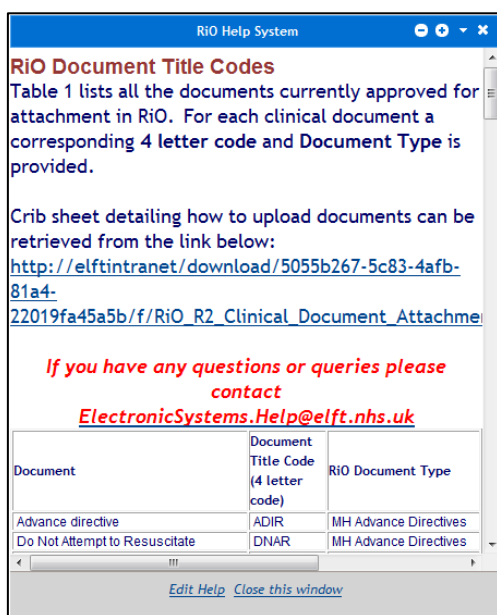 RiO Help System
RiO Document Title Codes
Table 1 lists all the documents currently approved for
attachment in RiO. For each clinical document a
corresponding 4 letter code and Document Type is
provided.
Crib sheet detailing how to upload documents can be
retrieved from the link below:
http://elftintranet/download/5055b267-5c83-4afb-
81a4-
22019fa45a5b/f/RiO_R2_Clinical_Document_Attachme
If you have any questions or queries please
contact
ElectronicSystems.Help@elft.nhs.uk
Document
Document
Title Code
(4 letter
code)
RiO Document Type
Advance directive ADIR MH Advance Directives
Do Not Attempt to Resuscitate DNAR MH Advance Directives
Edit Help Close this window